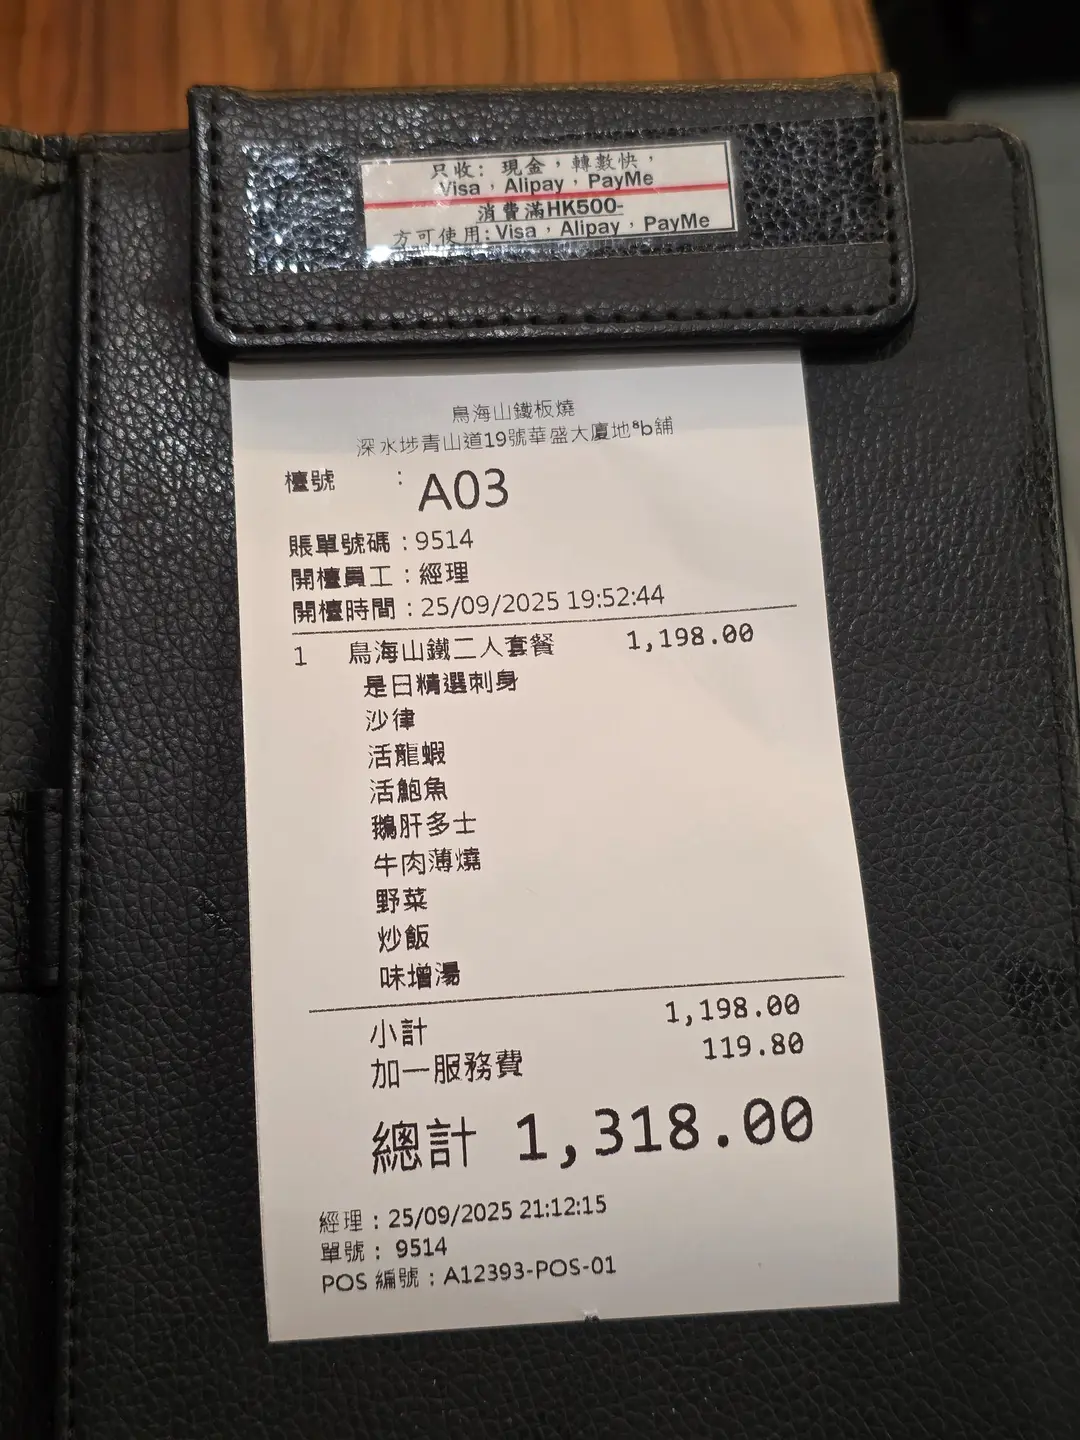 只收: 現金，轉數快，
Visa，Alipay，PayMe
消費滿HK500-
方可使用:Visa，Alipay，PayMe
鳥海山鐵板燒
深水埗青山道19號華盛大廈地8b舖
檯號 : A03
賬單號碼 : 9514
開檯員工 : 經理
開檯時間 : 25/09/2025 19:52:44
1 鳥海山鐵二人套餐 1,198.00
是日精選刺身
沙律
活龍蝦
活鮑魚
鵝肝多士
牛肉薄燒
野菜
炒飯
味增湯
小計 1,198.00
加一服務費 119.80
總計 1,318.00
經理 : 25/09/2025 21:12:15
單號 : 9514
POS 編號 : A12393-POS-01